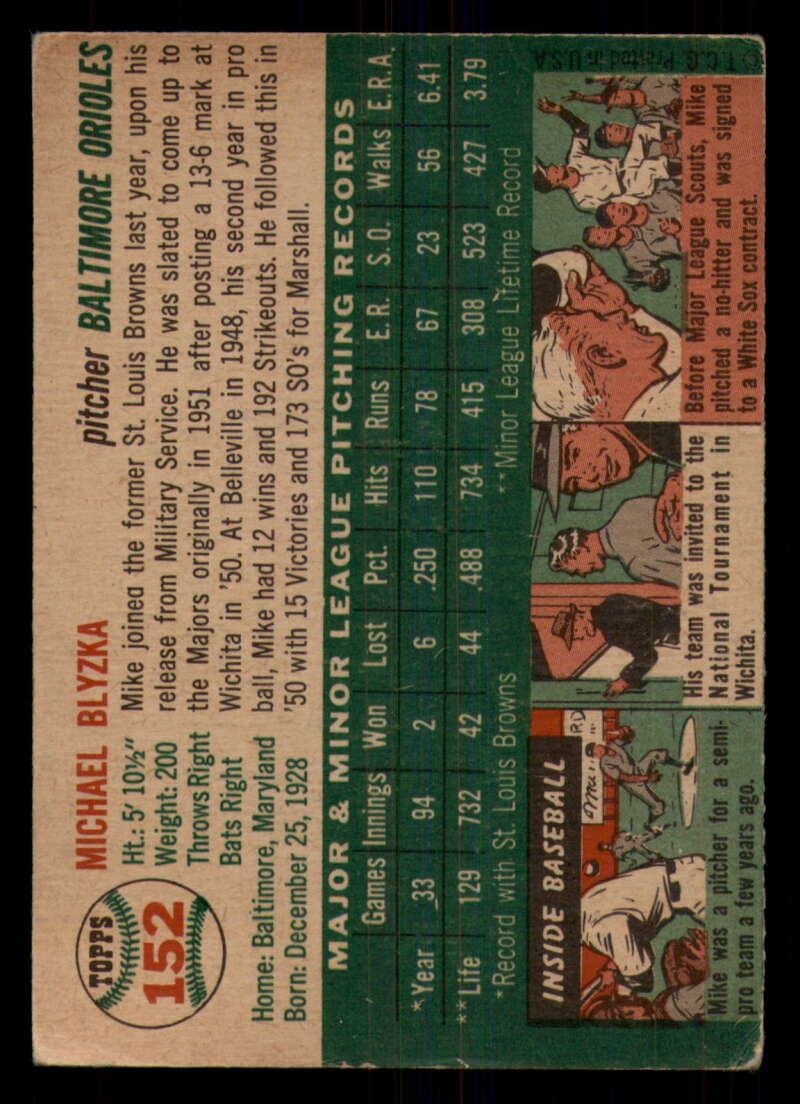 TOPPS
152
MICHAEL BLYZKA
pitcher BALTIMORE ORIOLES
Ht.: 5' 10½"
Weight: 200
Throws Right
Bats Right
Home: Baltimore, Maryland
Born: December 25, 1928
Mike joined the former St. Louis Browns last year, upon his
release from Military Service. He was slated to come up to
the Majors originally in 1951 after posting a 13-6 mark at
Wichita in '50. At Belleville in 1948, his second year in pro
ball, Mike had 12 wins and 192 Strikeouts. He followed this in
'50 with 15 Victories and 173 SO's for Marshall.
MAJOR & MINOR LEAGUE PITCHING RECORDS
Games Innings Won Lost Pct. Hits Runs E.R. S.O. Walks E.R.A.
*Year 33 94 2 6 .250 110 78 67 23 56 6.41
**Life 129 732 42 44 .488 734 415 308 523 427 3.79
*Record with St. Louis Browns **Minor League Lifetime Record
INSIDE BASEBALL
Mike was a pitcher for a semi-
pro team a few years ago.
His team was invited to the
National Tournament in
Wichita.
Before Major League Scouts, Mike
pitched a no-hitter and was signed
to a White Sox contract.
© T.C.G. Printed in U.S.A.